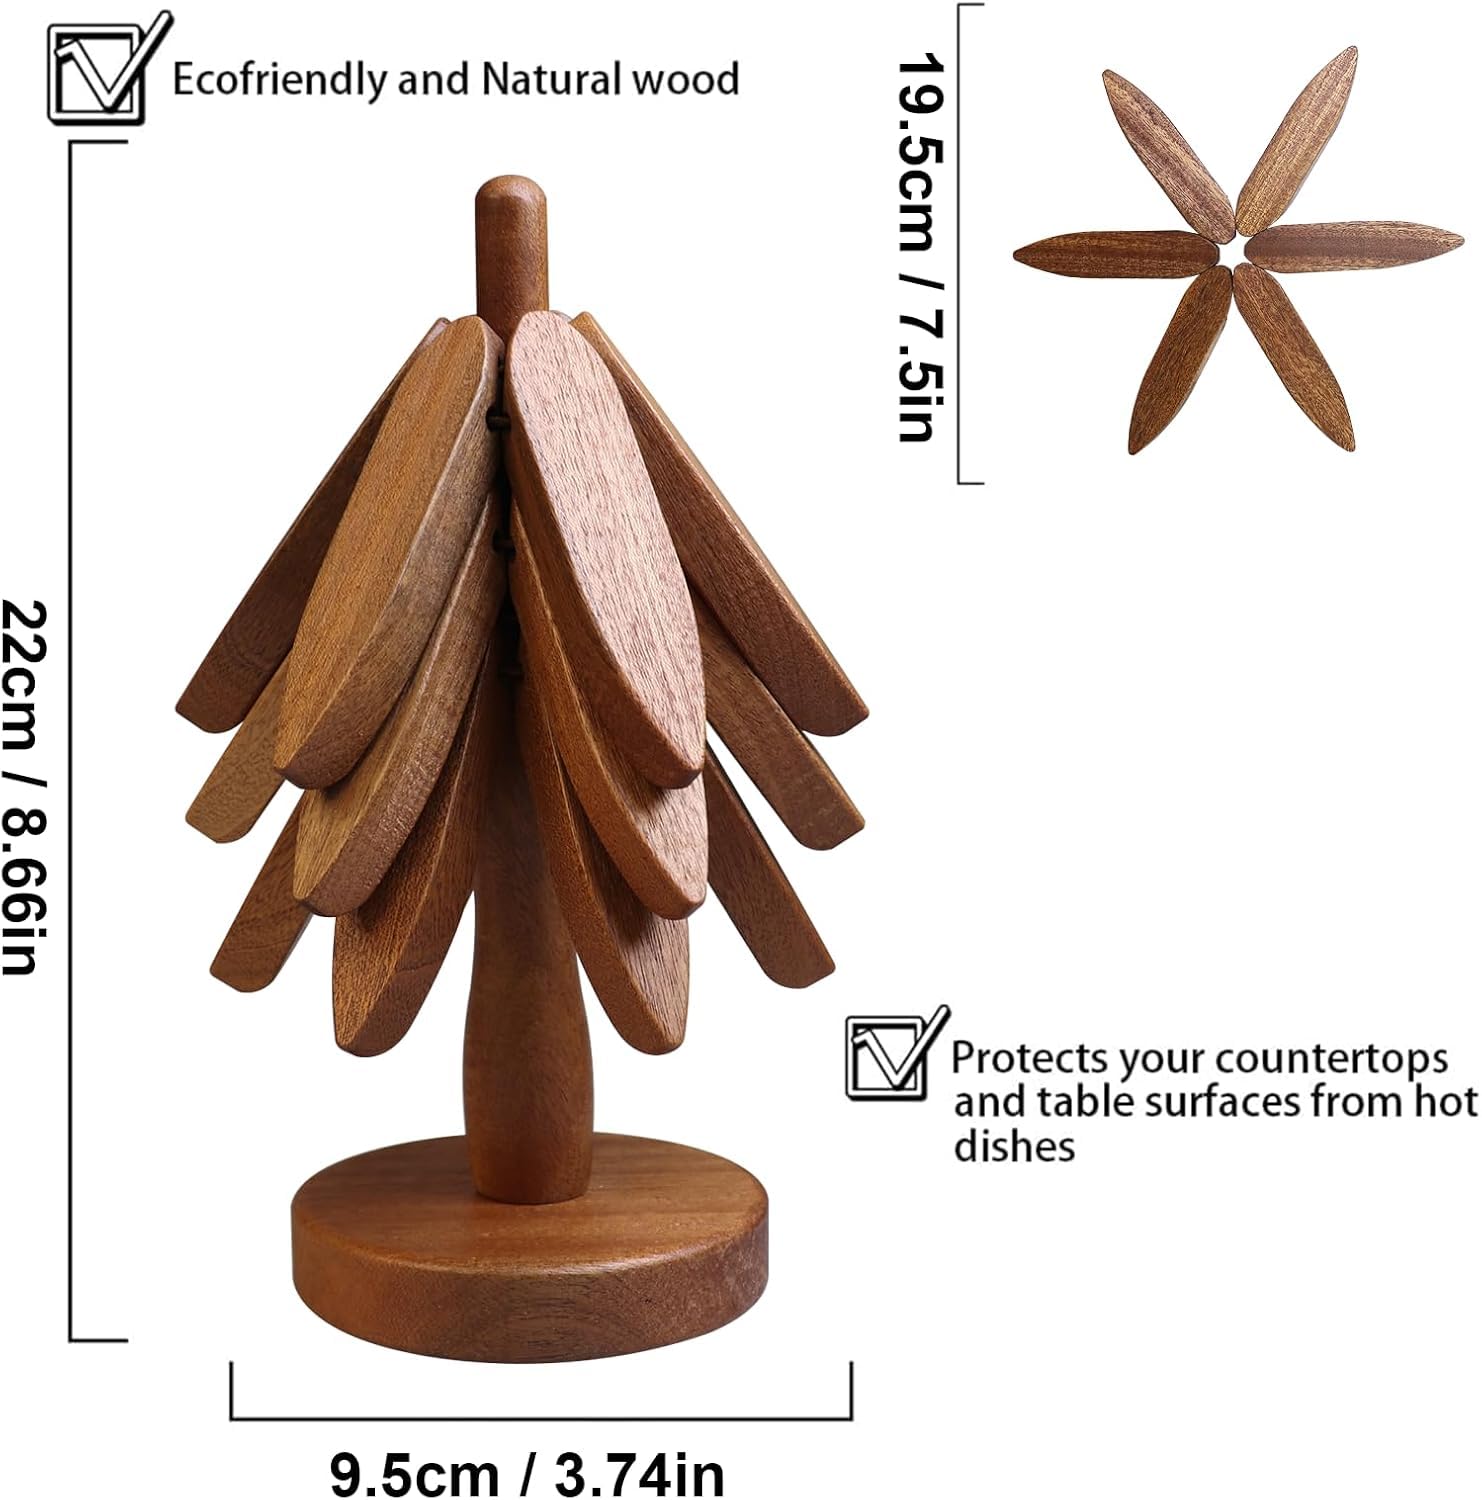 Ecofriendly and Natural wood
19.5cm / 7.5in
22cm / 8.66in
Protects your countertops
and table surfaces from hot
dishes
9.5cm / 3.74in